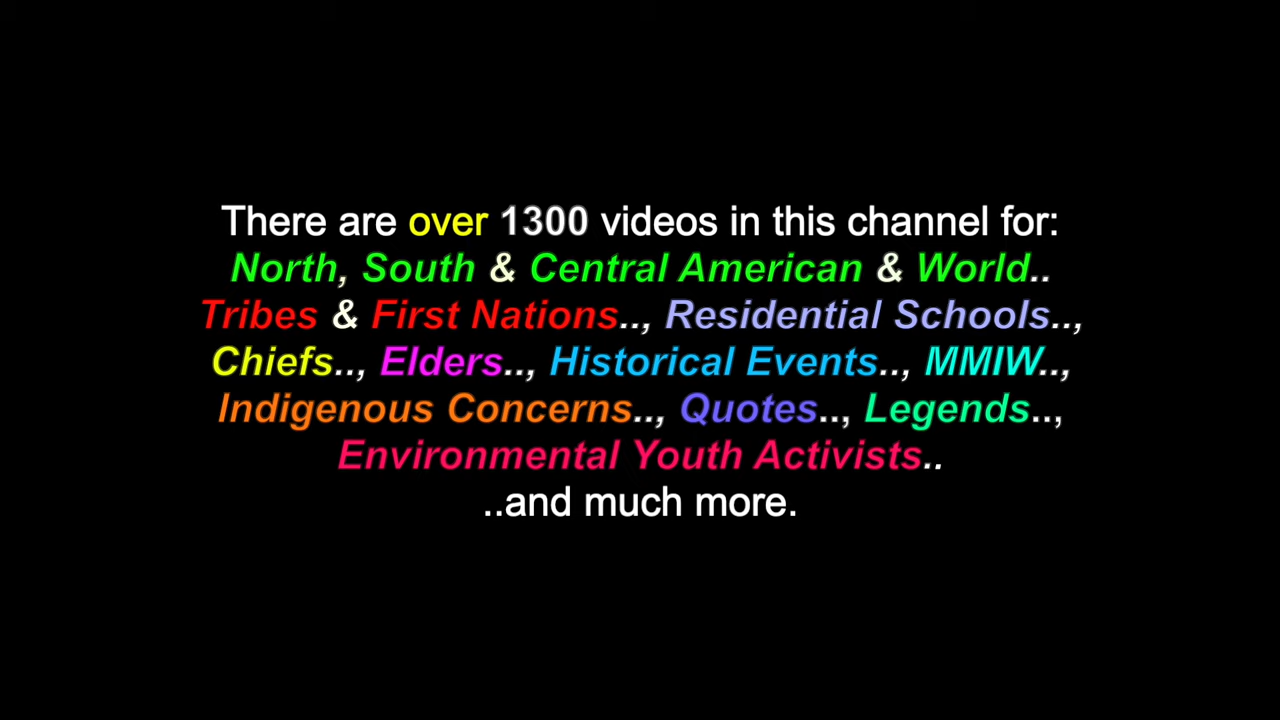 There are over 1300 videos in this channel for:
North, South & Central American & World..
Tribes & First Nations.., Residential Schools..,
Chiefs.., Elders.., Historical Events.., MMIW..,
Indigenous Concerns.., Quotes.., Legends..,
Environmental Youth Activists..
..and much more.